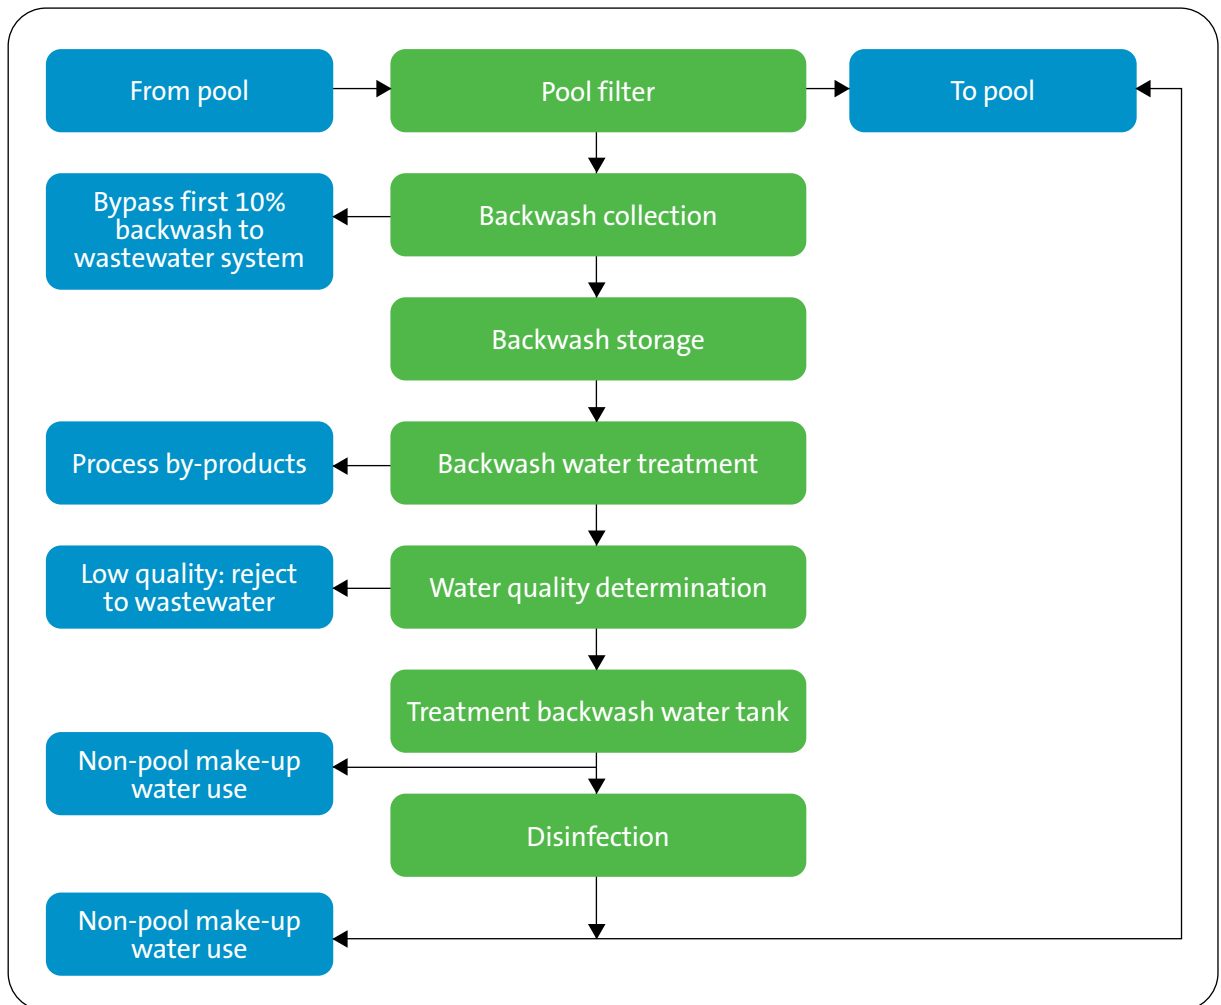 From pool
Pool filter
To pool
Bypass first 10%
backwash to
wastewater system
Backwash collection
Backwash storage
Process by-products
Backwash water treatment
Low quality: reject
to wastewater
Water quality determination
Treatment backwash water tank
Non-pool make-up
water use
Disinfection
Non-pool make-up
water use